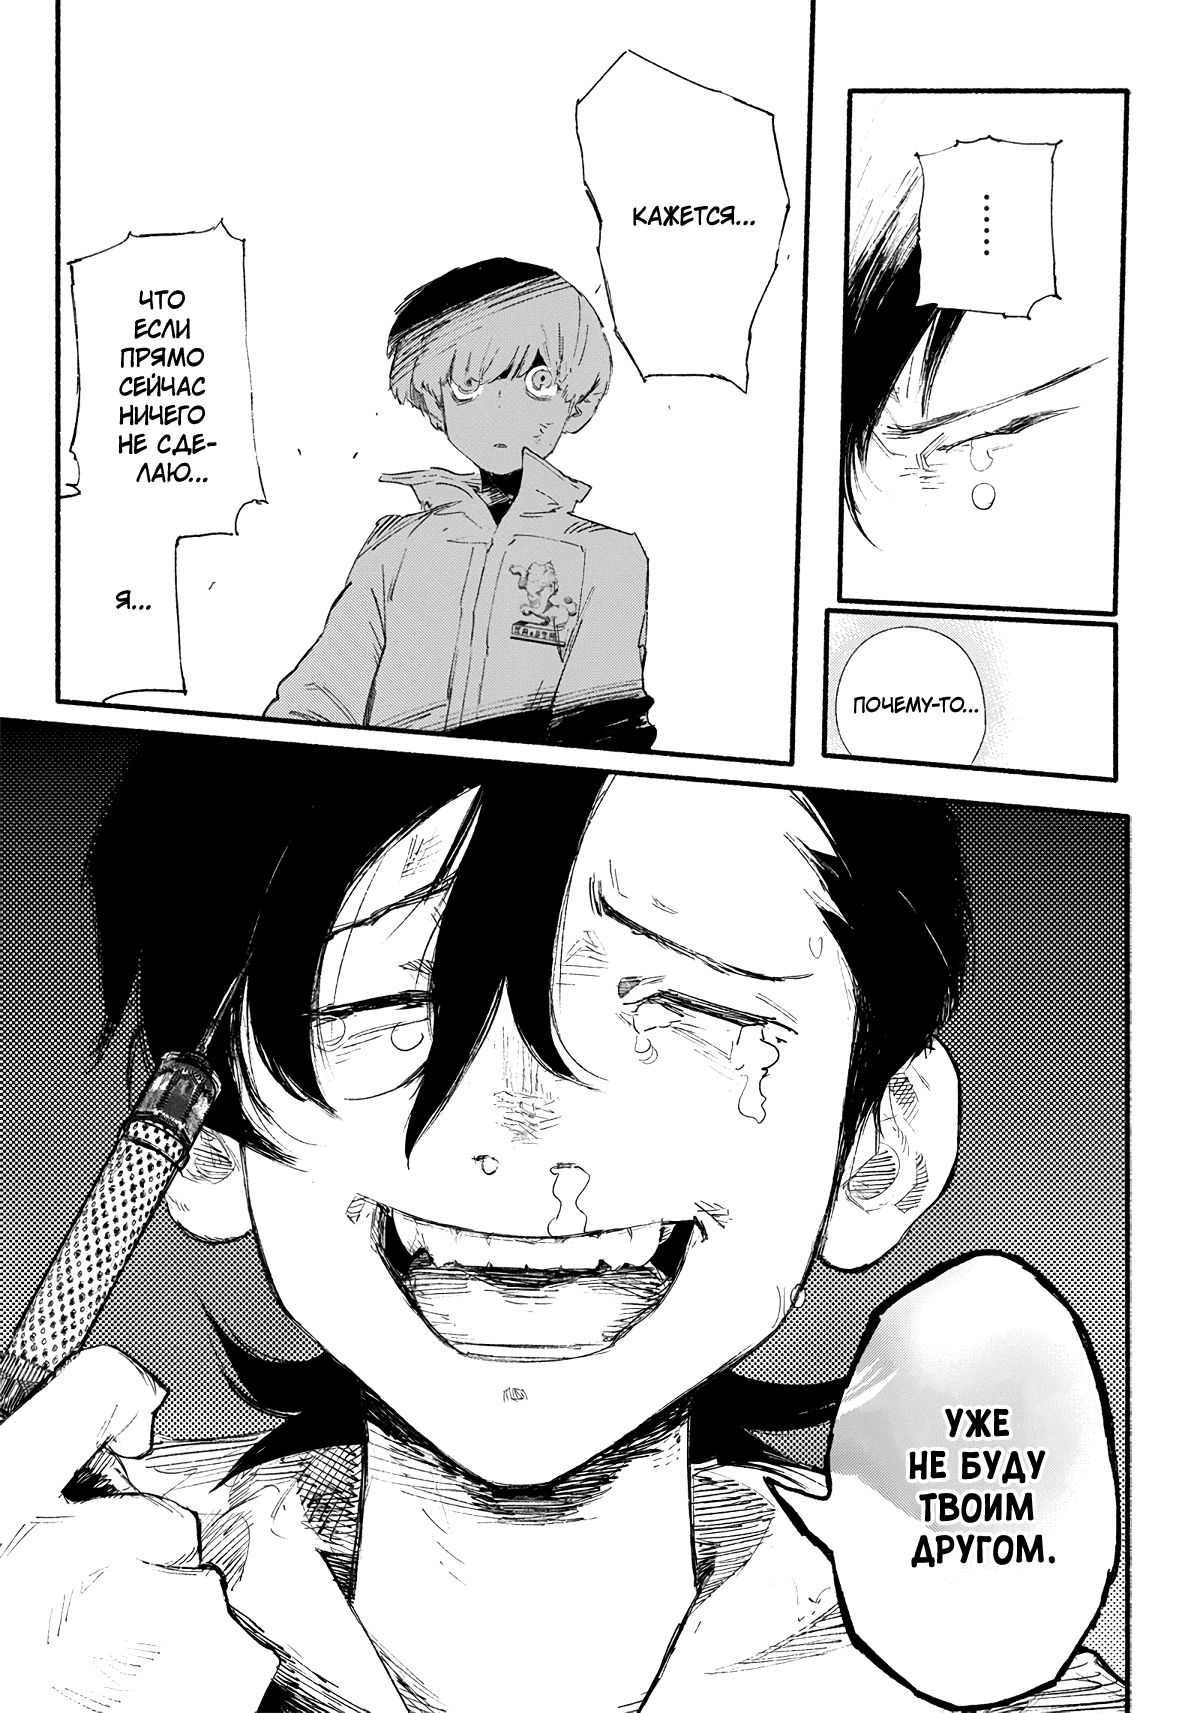 .......
ПОЧЕМУ-ТО...
КАЖЕТСЯ...
ЧТО
ЕСЛИ
ПРЯМО
СЕЙЧАС
НИЧЕГО
НЕ СДЕ-
ЛАЮ...
Я...
УЖЕ
НЕ БУДУ
ТВОИМ
ДРУГОМ.